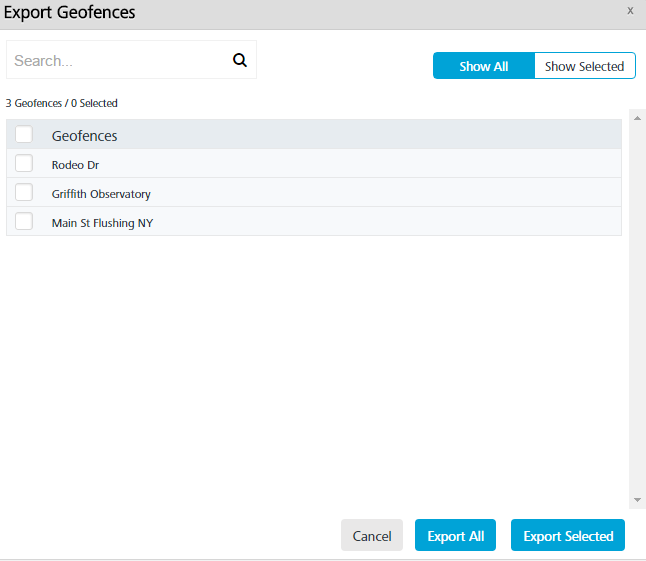 Export Geofences x
Search...
Show All Show Selected
3 Geofences / 0 Selected
Geofences
Rodeo Dr
Griffith Observatory
Main St Flushing NY
Cancel Export All Export Selected